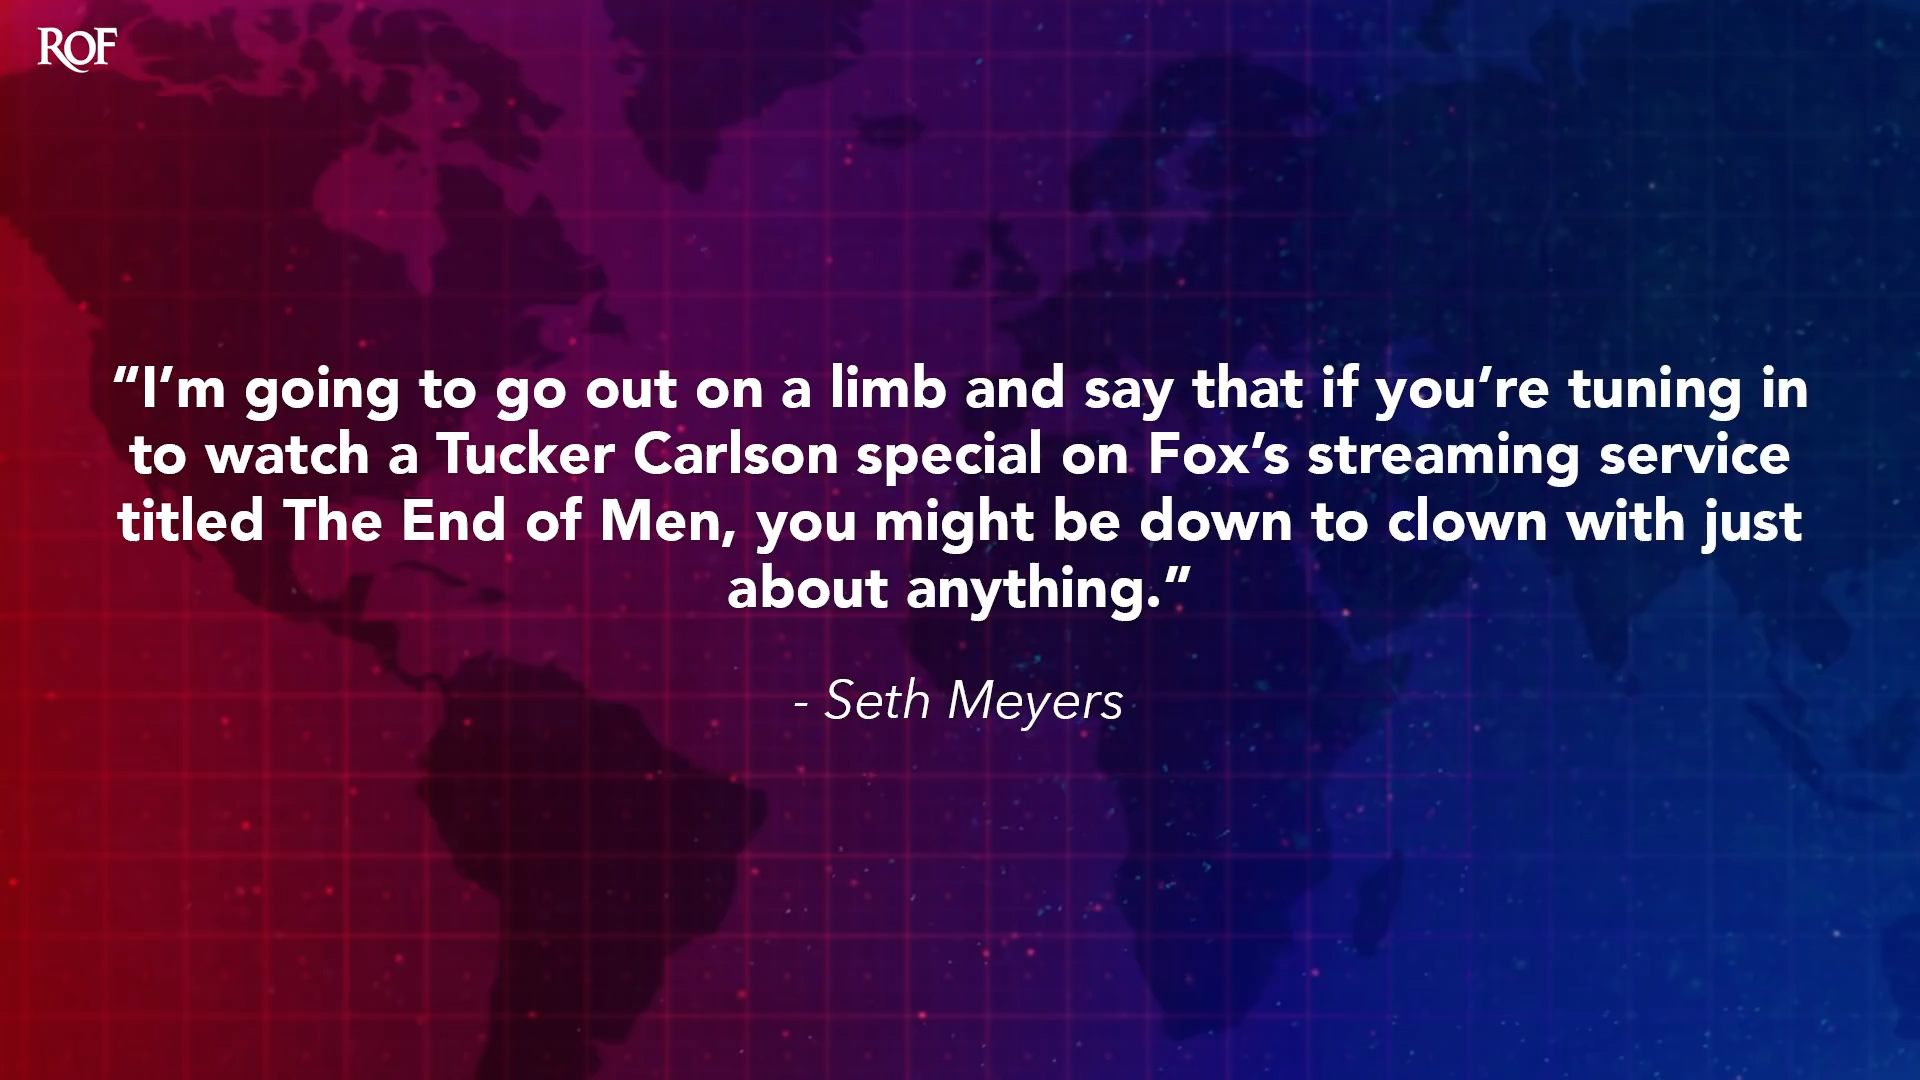 ROF
“I’m going to go out on a limb and say that if you’re tuning in
to watch a Tucker Carlson special on Fox’s streaming service
titled The End of Men, you might be down to clown with just
about anything.”
- Seth Meyers